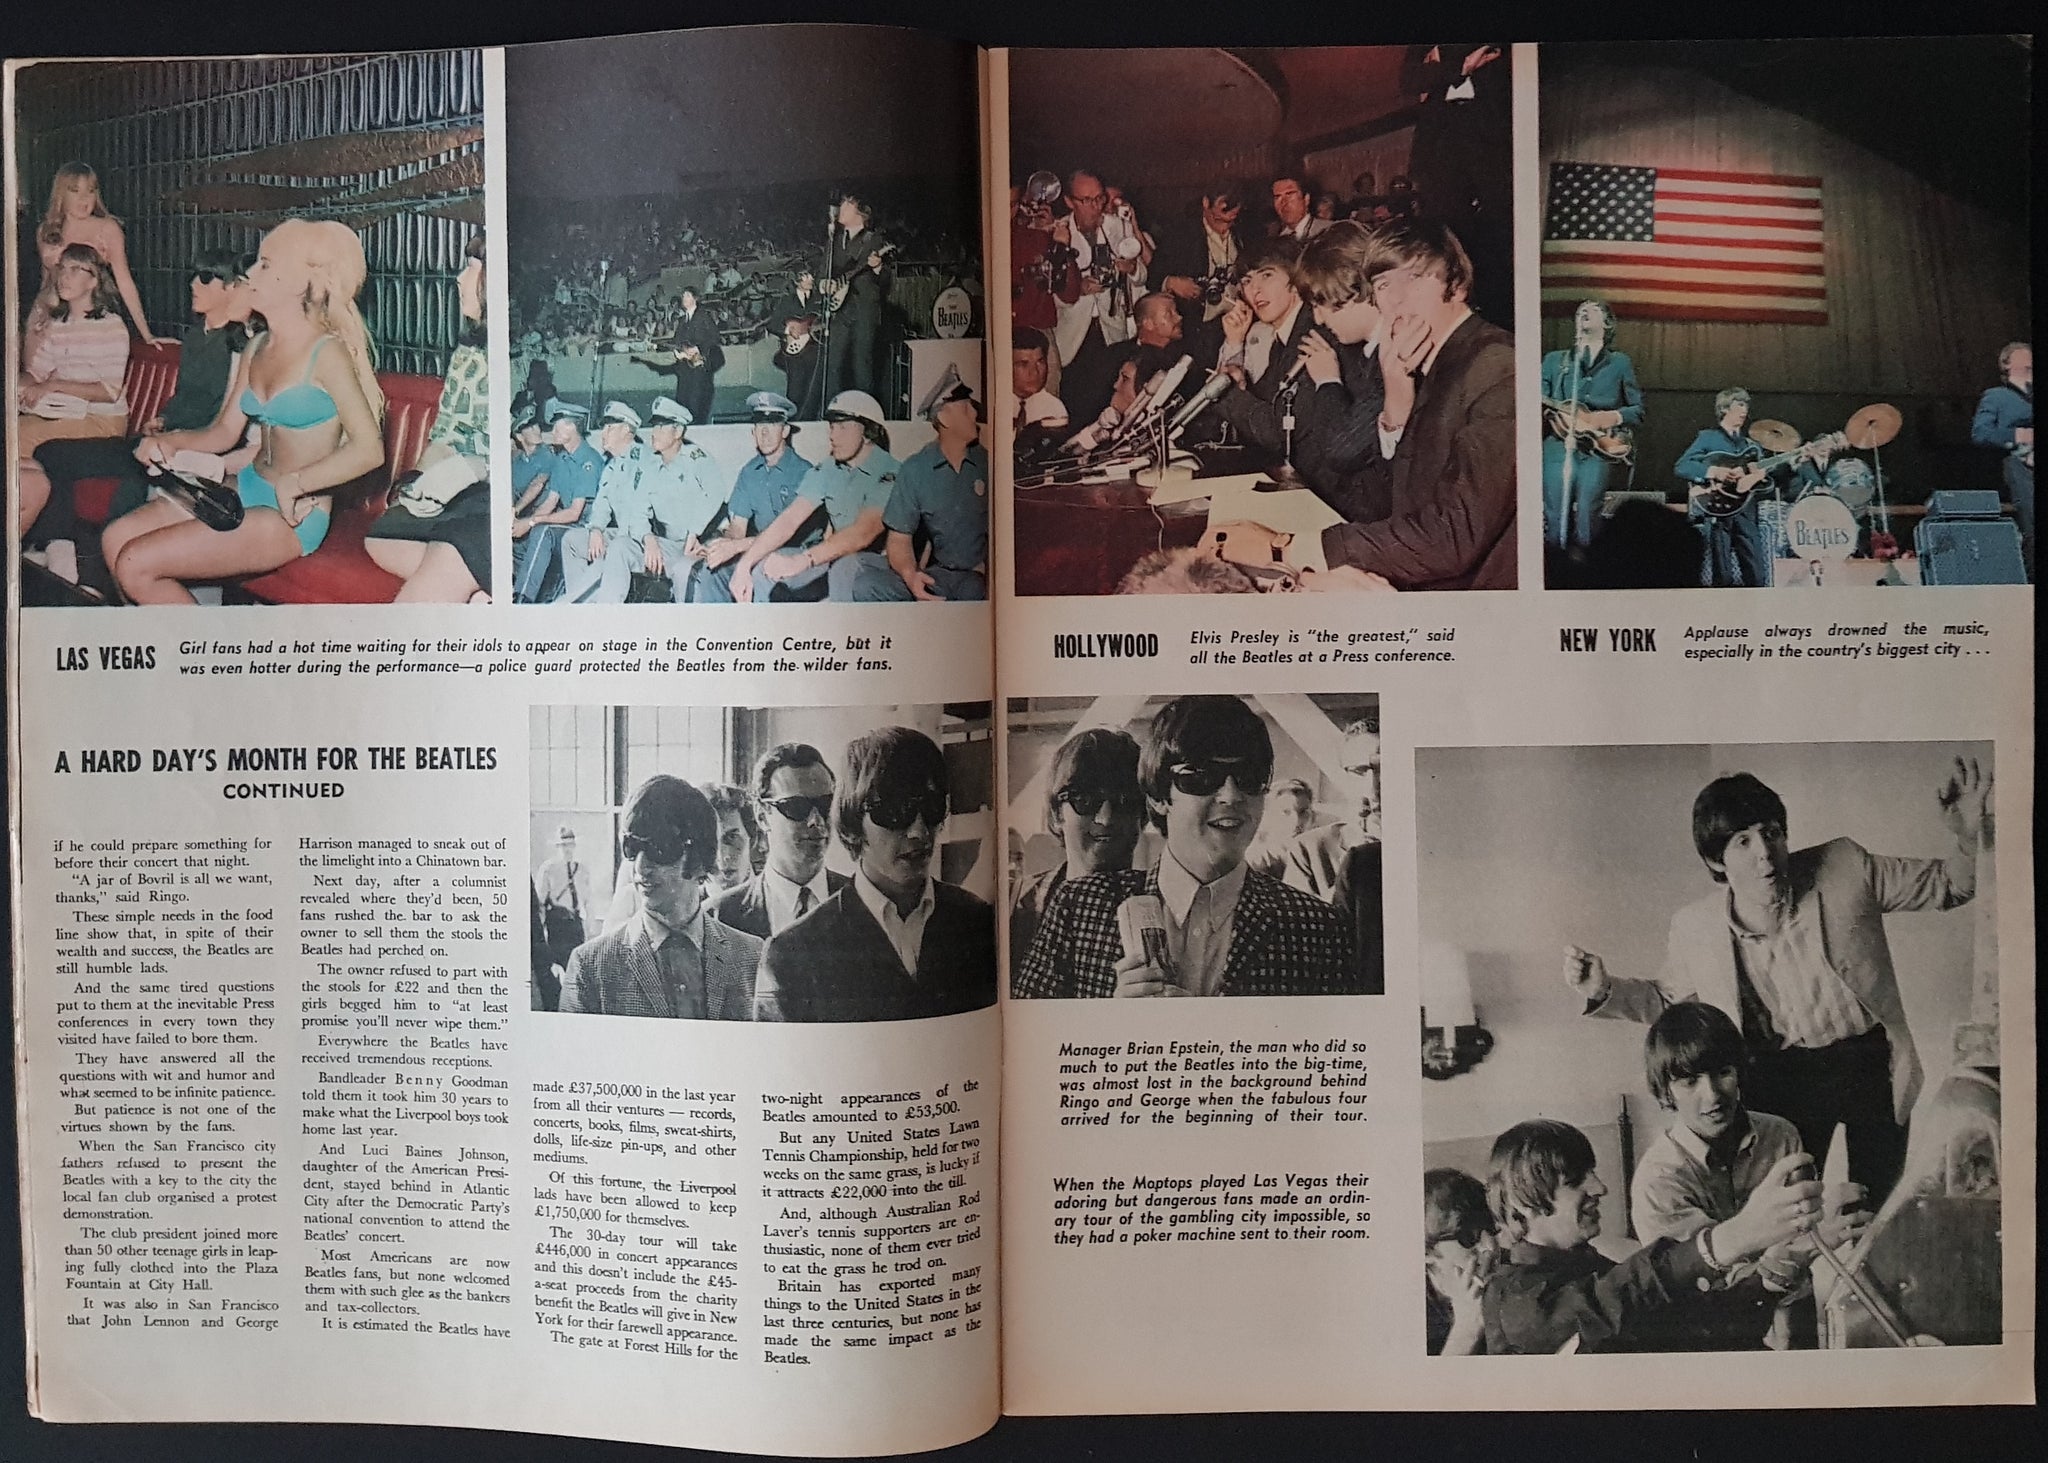 BEATLES
BEATLES
LAS VEGAS
Girl fans had a hot time waiting for their idols to appear on stage in the Convention Centre, but it
was even hotter during the performance—a police guard protected the Beatles from the wilder fans.
HOLLYWOOD
Elvis Presley is "the greatest," said
all the Beatles at a Press conference.
NEW YORK
Applause always drowned the music,
especially in the country's biggest city . . .
A HARD DAY'S MONTH FOR THE BEATLES
CONTINUED
if he could prepare something for
before their concert that night.
"A jar of Bovril is all we want,
thanks," said Ringo.
These simple needs in the food
line show that, in spite of their
wealth and success, the Beatles are
still humble lads.
And the same tired questions
put to them at the inevitable Press
conferences in every town they
visited have failed to bore them.
They have answered all the
questions with wit and humor and
what seemed to be infinite patience.
But patience is not one of the
virtues shown by the fans.
When the San Francisco city
fathers refused to present the
Beatles with a key to the city the
local fan club organised a protest
demonstration.
The club president joined more
than 50 other teenage girls in leap-
ing fully clothed into the Plaza
Fountain at City Hall.
It was also in San Francisco
that John Lennon and George
Harrison managed to sneak out of
the limelight into a Chinatown bar.
Next day, after a columnist
revealed where they'd been, 50
fans rushed the bar to ask the
owner to sell them the stools the
Beatles had perched on.
The owner refused to part with
the stools for £22 and then the
girls begged him to "at least
promise you'll never wipe them."
Everywhere the Beatles have
received tremendous receptions.
Bandleader Benny Goodman
told them it took him 30 years to
make what the Liverpool boys took
home last year.
And Luci Baines Johnson,
daughter of the American Presi-
dent, stayed behind in Atlantic
City after the Democratic Party's
national convention to attend the
Beatles' concert.
Most Americans are now
Beatles fans, but none welcomed
them with such glee as the bankers
and tax-collectors.
It is estimated the Beatles have
made £37,500,000 in the last year
from all their ventures — records,
concerts, books, films, sweat-shirts,
dolls, life-size pin-ups, and other
mediums.
Of this fortune, the Liverpool
lads have been allowed to keep
£1,750,000 for themselves.
The 30-day tour will take
£446,000 in concert appearances
and this doesn't include the £45-
a-seat proceeds from the charity
benefit the Beatles will give in New
York for their farewell appearance.
The gate at Forest Hills for the
two-night appearances of the
Beatles amounted to £53,500.
But any United States Lawn
Tennis Championship, held for two
weeks on the same grass, is lucky if
it attracts £22,000 into the till.
And, although Australian Rod
Laver's tennis supporters are en-
thusiastic, none of them ever tried
to eat the grass he trod on.
Britain has exported many
things to the United States in the
last three centuries, but none has
made the same impact as the
Beatles.
Manager Brian Epstein, the man who did so
much to put the Beatles into the big-time,
was almost lost in the background behind
Ringo and George when the fabulous four
arrived for the beginning of their tour.
When the Moptops played Las Vegas their
adoring but dangerous fans made an ordin-
ary tour of the gambling city impossible, so
they had a poker machine sent to their room.